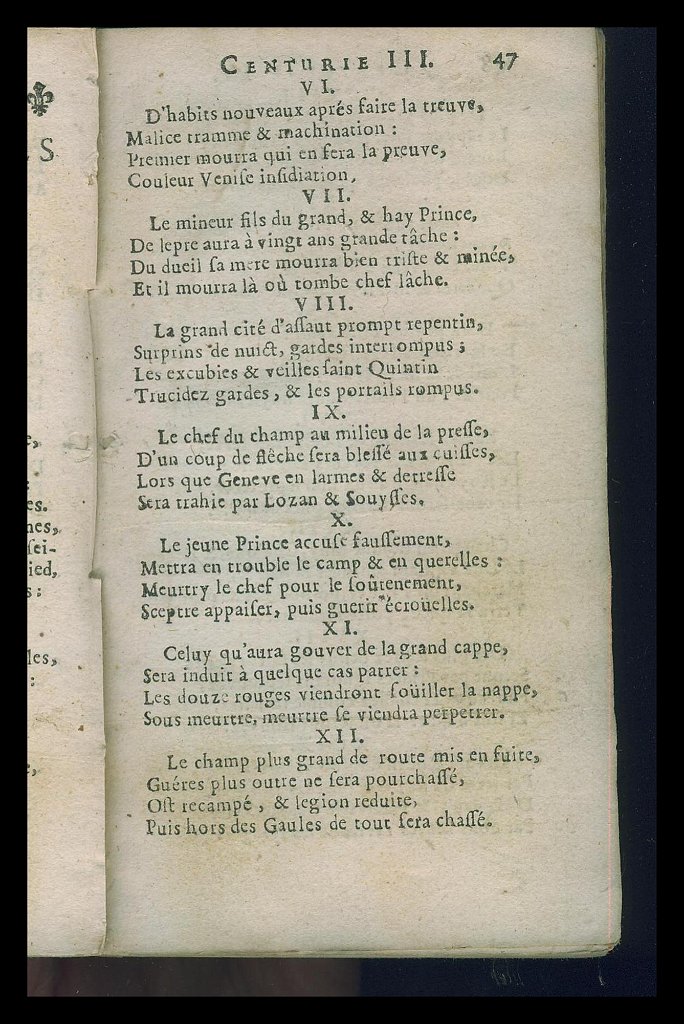 S
e,
:
es.
nes,
ſei-
ied,
s:
les,
:
e,
CENTURIE III. 47
VI.
D'habits nouveaux aprés faire la treuve,
Malice tramme & machination :
Premier mourra qui en fera la preuve,
Couleur Veniſe inſidiation.
VII.
Le mineur fils du grand, & hay Prince,
De lepre aura à vingt ans grande tâche :
Du dueil ſa mere mourra bien triſte & minée,
Et il mourra là où tombe chef lâche.
VIII.
La grand cité d'aſſaut prompt repentin,
Surprins de nuict, gardes interrompus ;
Les excubies & veilles ſaint Quintin
Trucidez gardes, & les portails rompus.
IX.
Le chef du champ au milieu de la preſſe,
D'un coup de flêche ſera bleſſé aux cuiſſes,
Lors que Geneve en larmes & detreſſe
Sera trahie par Lozan & Souyſſes.
X.
Le jeune Prince accuſe fauſſement,
Mettra en trouble le camp & en querelles :
Meurtry le chef pour le ſoûtenement,
Sceptre appaiſer, puis guerir écroüelles.
XI.
Celuy qu'aura gouver de la grand cappe,
Sera induit à quelque cas patrer :
Les douze rouges viendront ſoüiller la nappe,
Sous meurtre, meurtre ſe viendra perpetrer.
XII.
Le champ plus grand de route mis en fuite,
Guéres plus outre ne ſera pourchaſſé,
Oſt recampé, & legion reduite,
Puis hors des Gaules de tout ſera chaſſé.